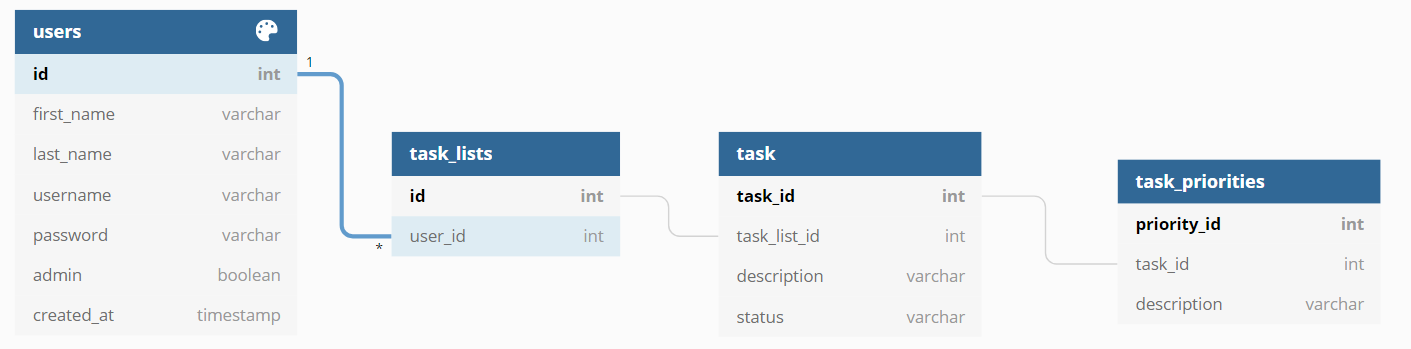 users
id int
1
first_name varchar
last_name varchar
username varchar
password varchar
admin boolean
created_at timestamp
task_lists
id int
user_id int
*
task
task_id int
task_list_id int
description varchar
status varchar
task_priorities
priority_id int
task_id int
description varchar